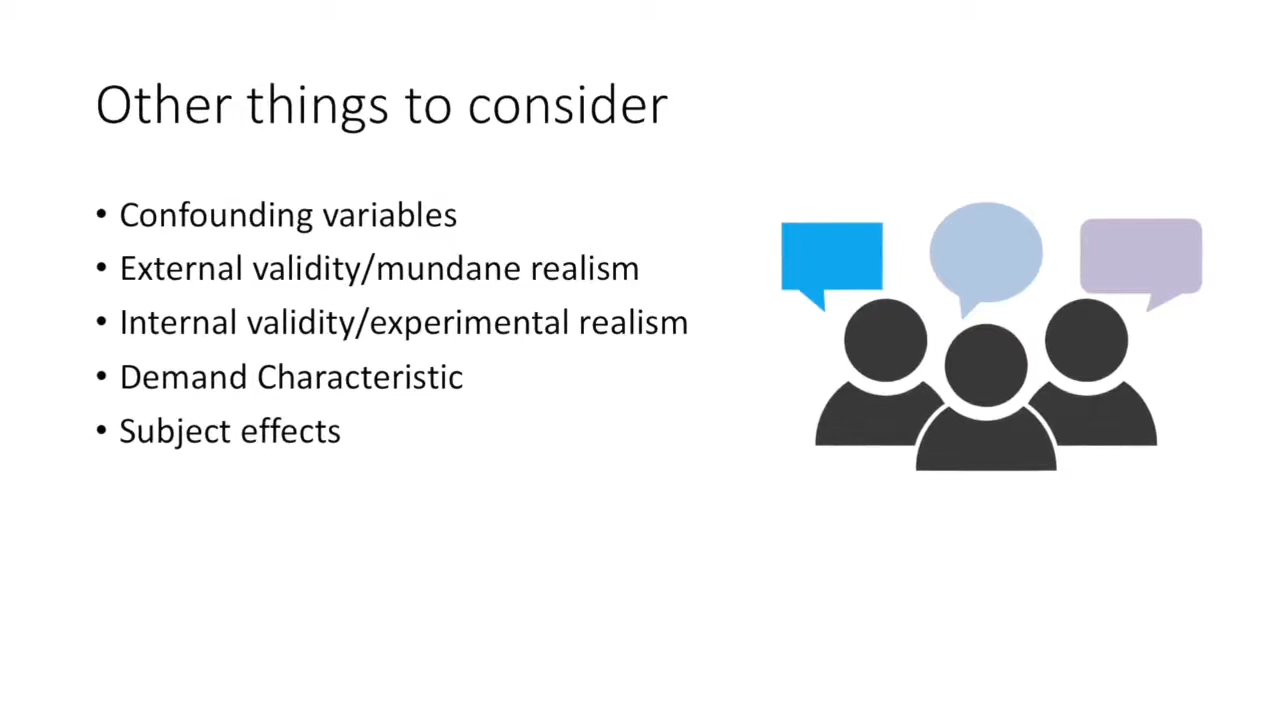 Other things to consider
• Confounding variables
• External validity/mundane realism
• Internal validity/experimental realism
• Demand Characteristic
• Subject effects